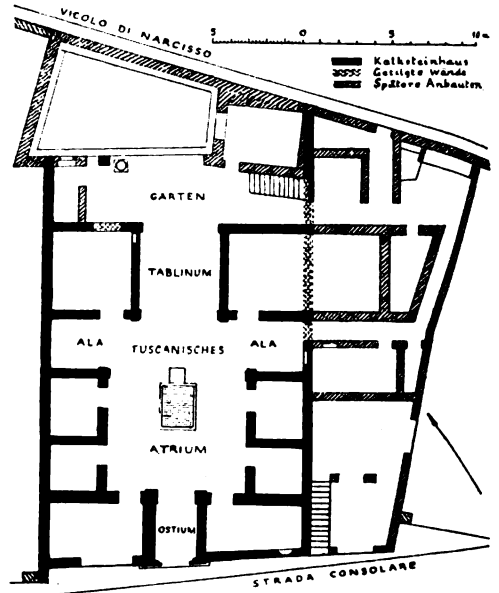 VICOLO DI NARCISSO
5 0 5 10 m
Kalksteinhaus
Getilgte Wände
Spätere Anbauten
GARTEN
TABLINUM
ALA TUSCANISCHES ALA
ATRIUM
OSTIUM
STRADA CONSOLARE